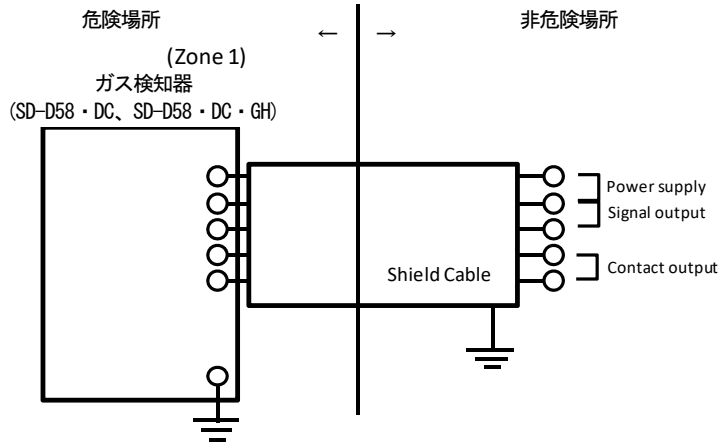 危険場所
← →
非危険場所
(Zone 1)
ガス検知器
(SD-D58・DC、SD-D58・DC・GH)
Power supply
Signal output
Shield Cable
Contact output